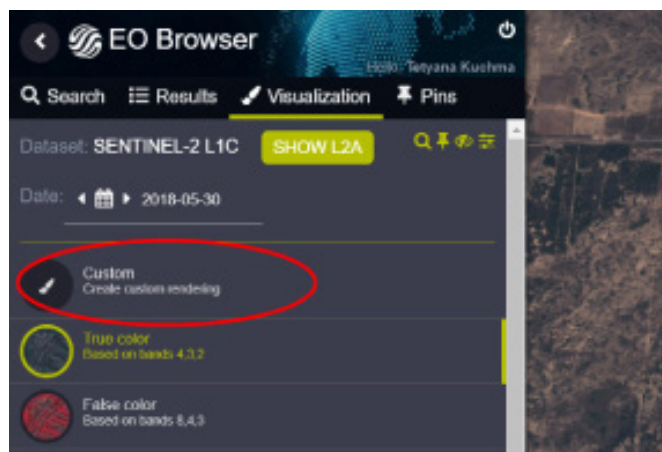 EO Browser
Hello, Tetyana Kuchma
Search Results Visualization Pins
Dataset: SENTINEL-2 L1C SHOW L2A
Date: 2018-05-30
Custom
Create custom rendering
True color
Based on bands 4,3,2
False color
Based on bands 8,4,3